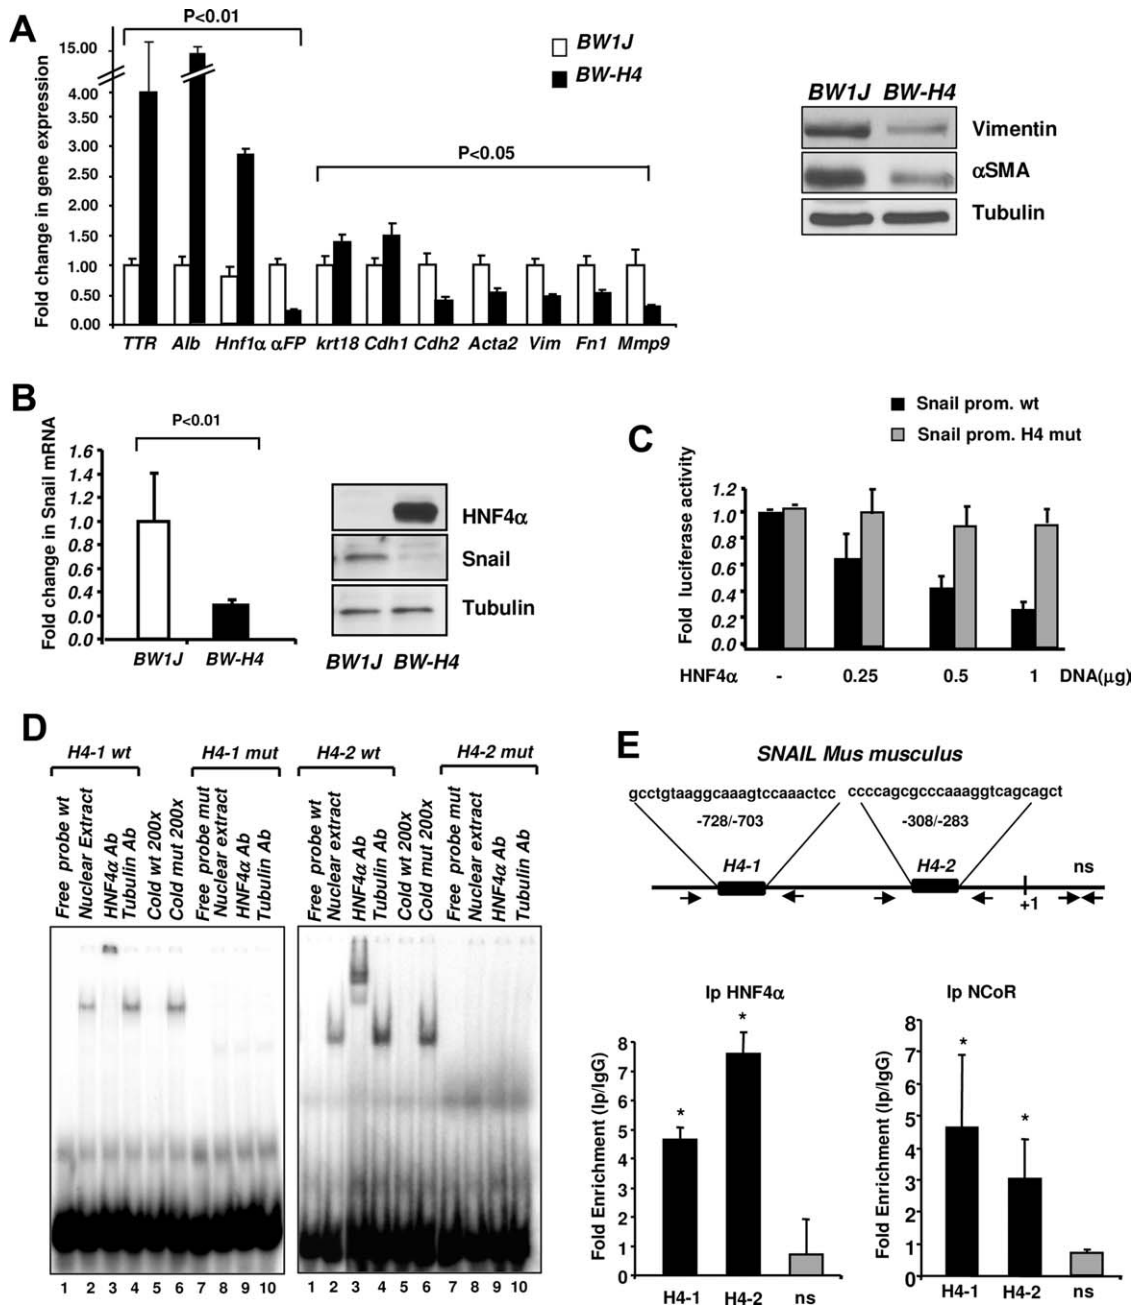 A
P<0.01
BW1J
BW-H4
Fold change in gene expression
15.00
4.00
3.50
3.00
2.00
1.50
1.00
0.50
0.00
P<0.05
TTR Alb Hnf1α αFP krt18 Cdh1 Cdh2 Acta2 Vim Fn1 Mmp9
BW1J BW-H4
Vimentin
αSMA
Tubulin
B
P<0.01
Fold change in Snail mRNA
1.6
1.4
1.2
1.0
0.8
0.6
0.4
0.0
0.0
BW1J BW-H4
HNF4α
Snail
Tubulin
BW1J BW-H4
C
Snail prom. wt
Snail prom. H4 mut
Fold luciferase activity
1.2
1.0
0.8
0.6
0.4
0.2
0.0
HNF4α - 0.25 0.5 1 DNA(μg)
D
H4-1 wt H4-1 mut H4-2 wt H4-2 mut
Free probe wt
Nuclear Extract
HNF4α Ab
Tubulin Ab
Cold wt 200x
Cold mut 200x
Free probe mut
Nuclear extract
HNF4α Ab
Tubulin Ab
Free probe wt
Nuclear extract
HNF4α Ab
Tubulin Ab
Cold wt 200x
Cold mut 200x
Free probe mut
Nuclear extract
HNF4α Ab
Tubulin Ab
1 2 3 4 5 6 7 8 9 10
1 2 3 4 5 6 7 8 9 10
E
SNAIL Mus musculus
gcctgtaaggcaaagtccaaactcc ccccagcgcccaaaggtcagcagct
-728/-703 -308/-283
H4-1 H4-2 ns
+1
Ip HNF4α
Fold Enrichment (Ip/IgG)
8
7
6
5
4
3
2
1
0
* *
H4-1 H4-2 ns
Ip NCoR
Fold Enrichment (Ip/IgG)
8
7
6
5
4
3
2
1
0
* *
H4-1 H4-2 ns